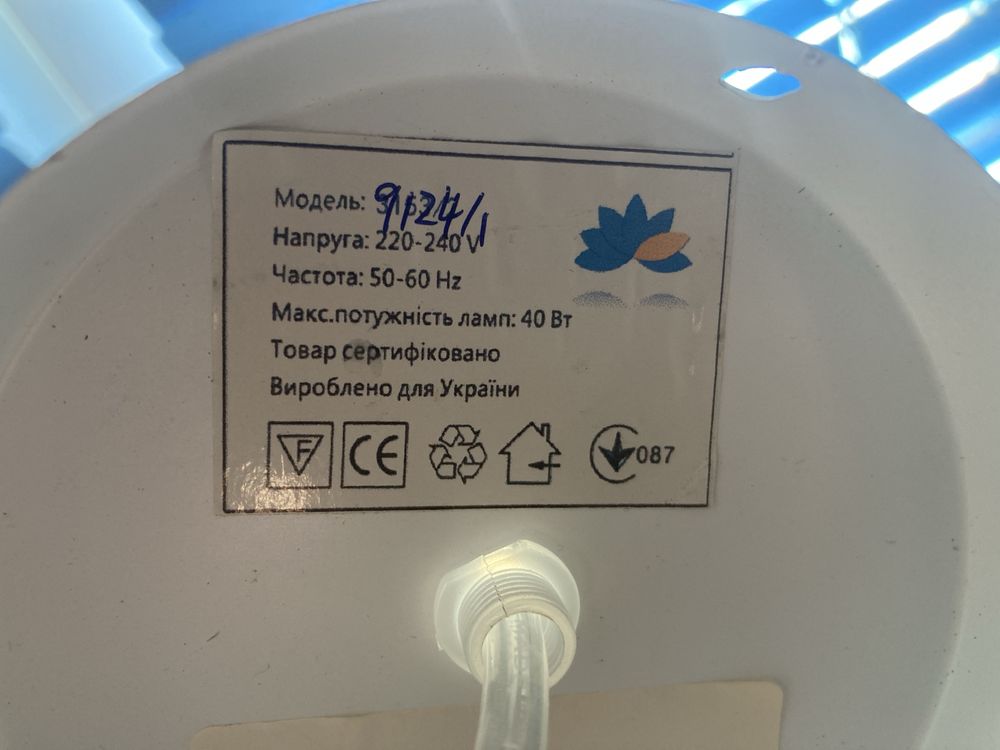 Модель: 9124/1
Напруга: 220-240 V
Частота: 50-60 Hz
Макс.потужність ламп: 40 Вт
Товар сертифіковано
Вироблено для України
F CE 087